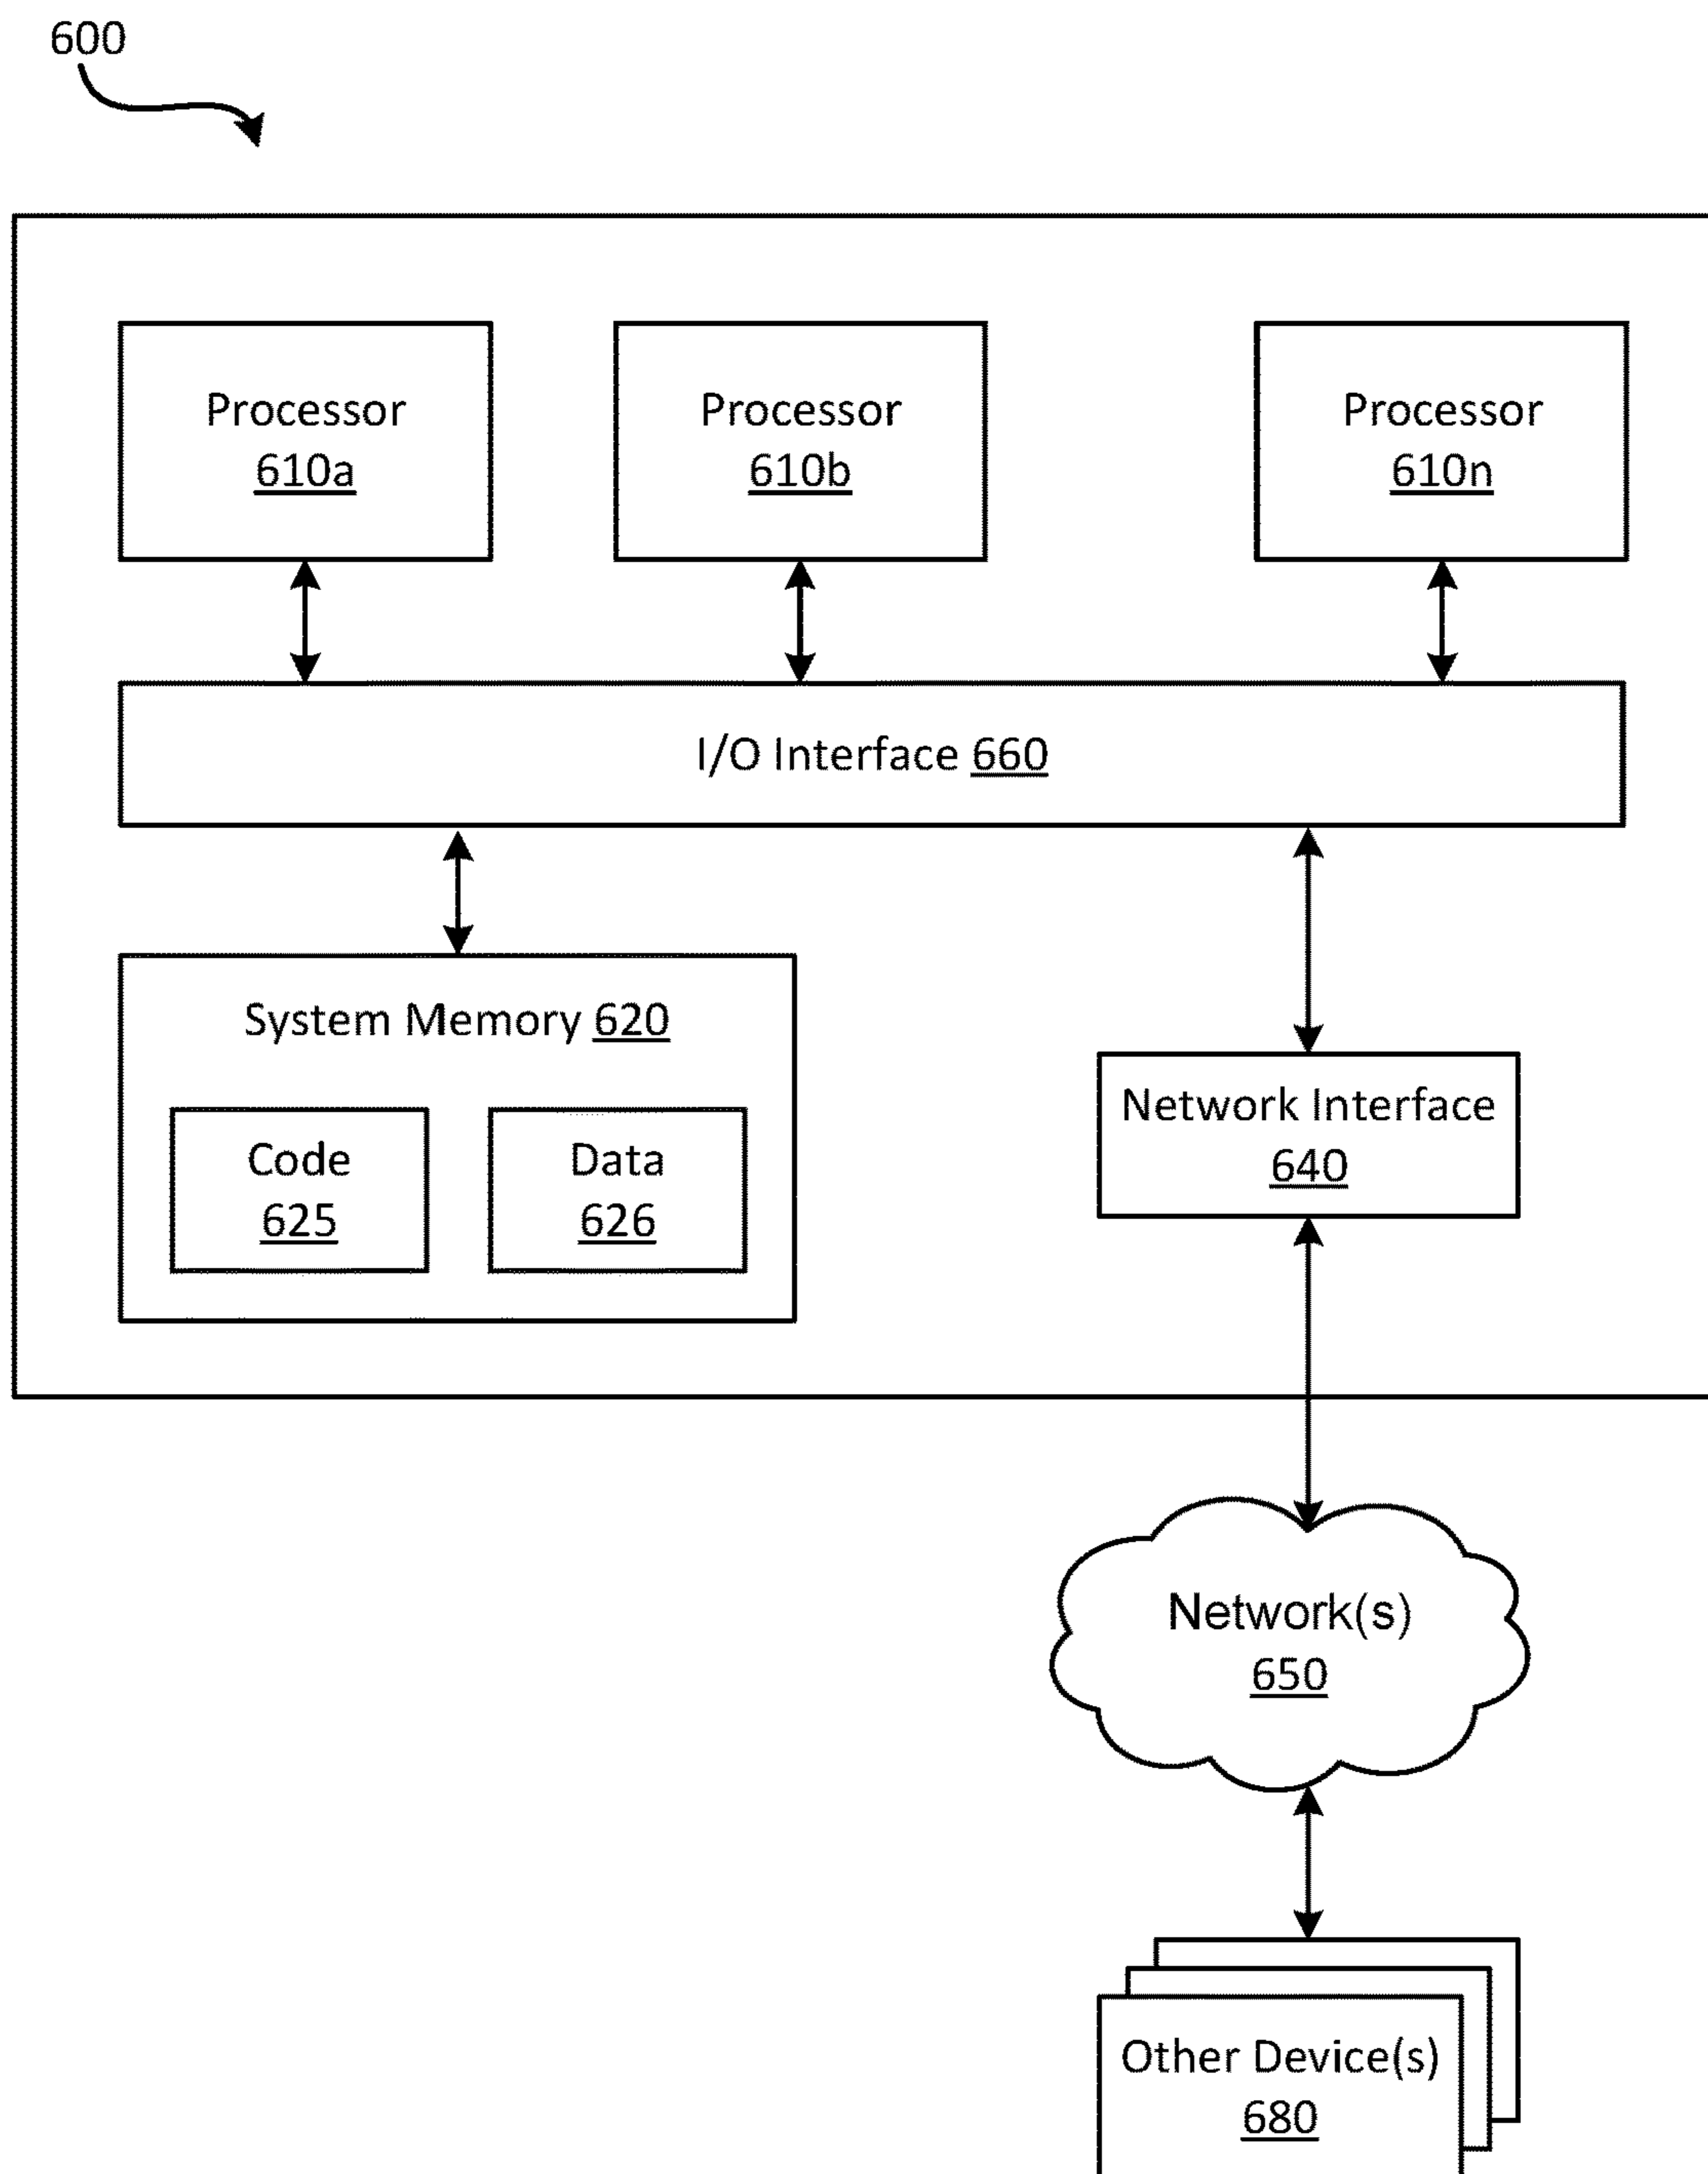 600
Processor
610a
Processor
610b
Processor
610n
I/O Interface 660
System Memory 620
Code
625
Data
626
Network Interface
640
Network(s)
650
Other Device(s)
680